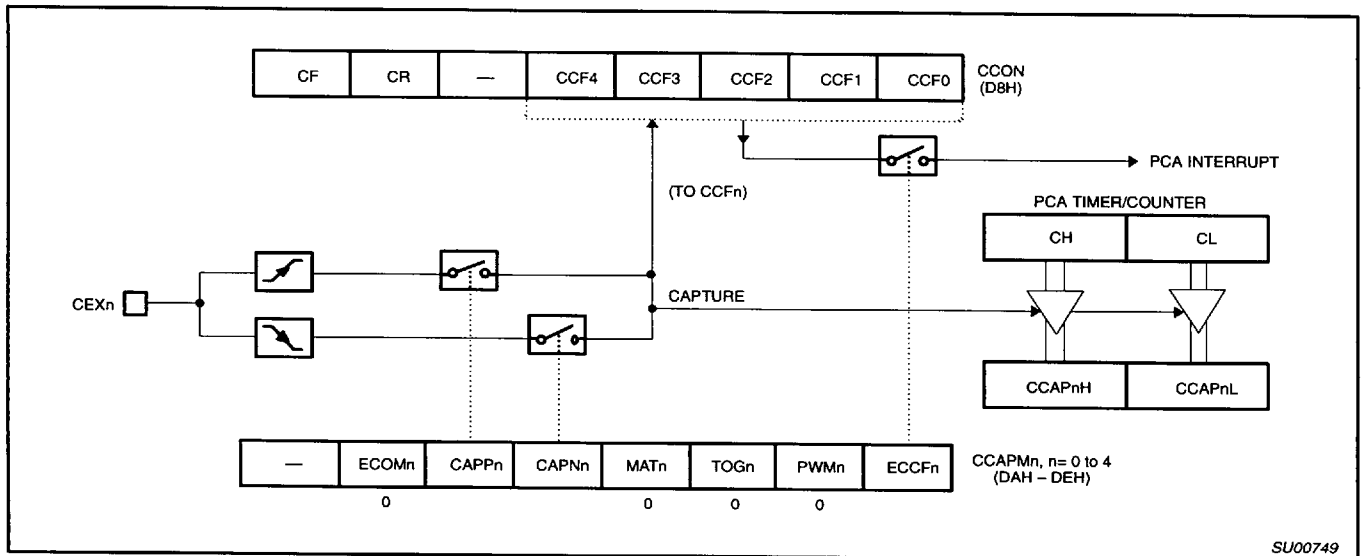 CF CR — CCF4 CCF3 CCF2 CCF1 CCF0
CCON
(D8H)
PCA INTERRUPT
(TO CCFn)
PCA TIMER/COUNTER
CH CL
CEXn
CAPTURE
CCAPnH CCAPnL
— ECOMn CAPPn CAPNn MATn TOGn PWMn ECCFn
CCAPMn, n= 0 to 4
(DAH – DEH)
0 0 0 0
SU00749